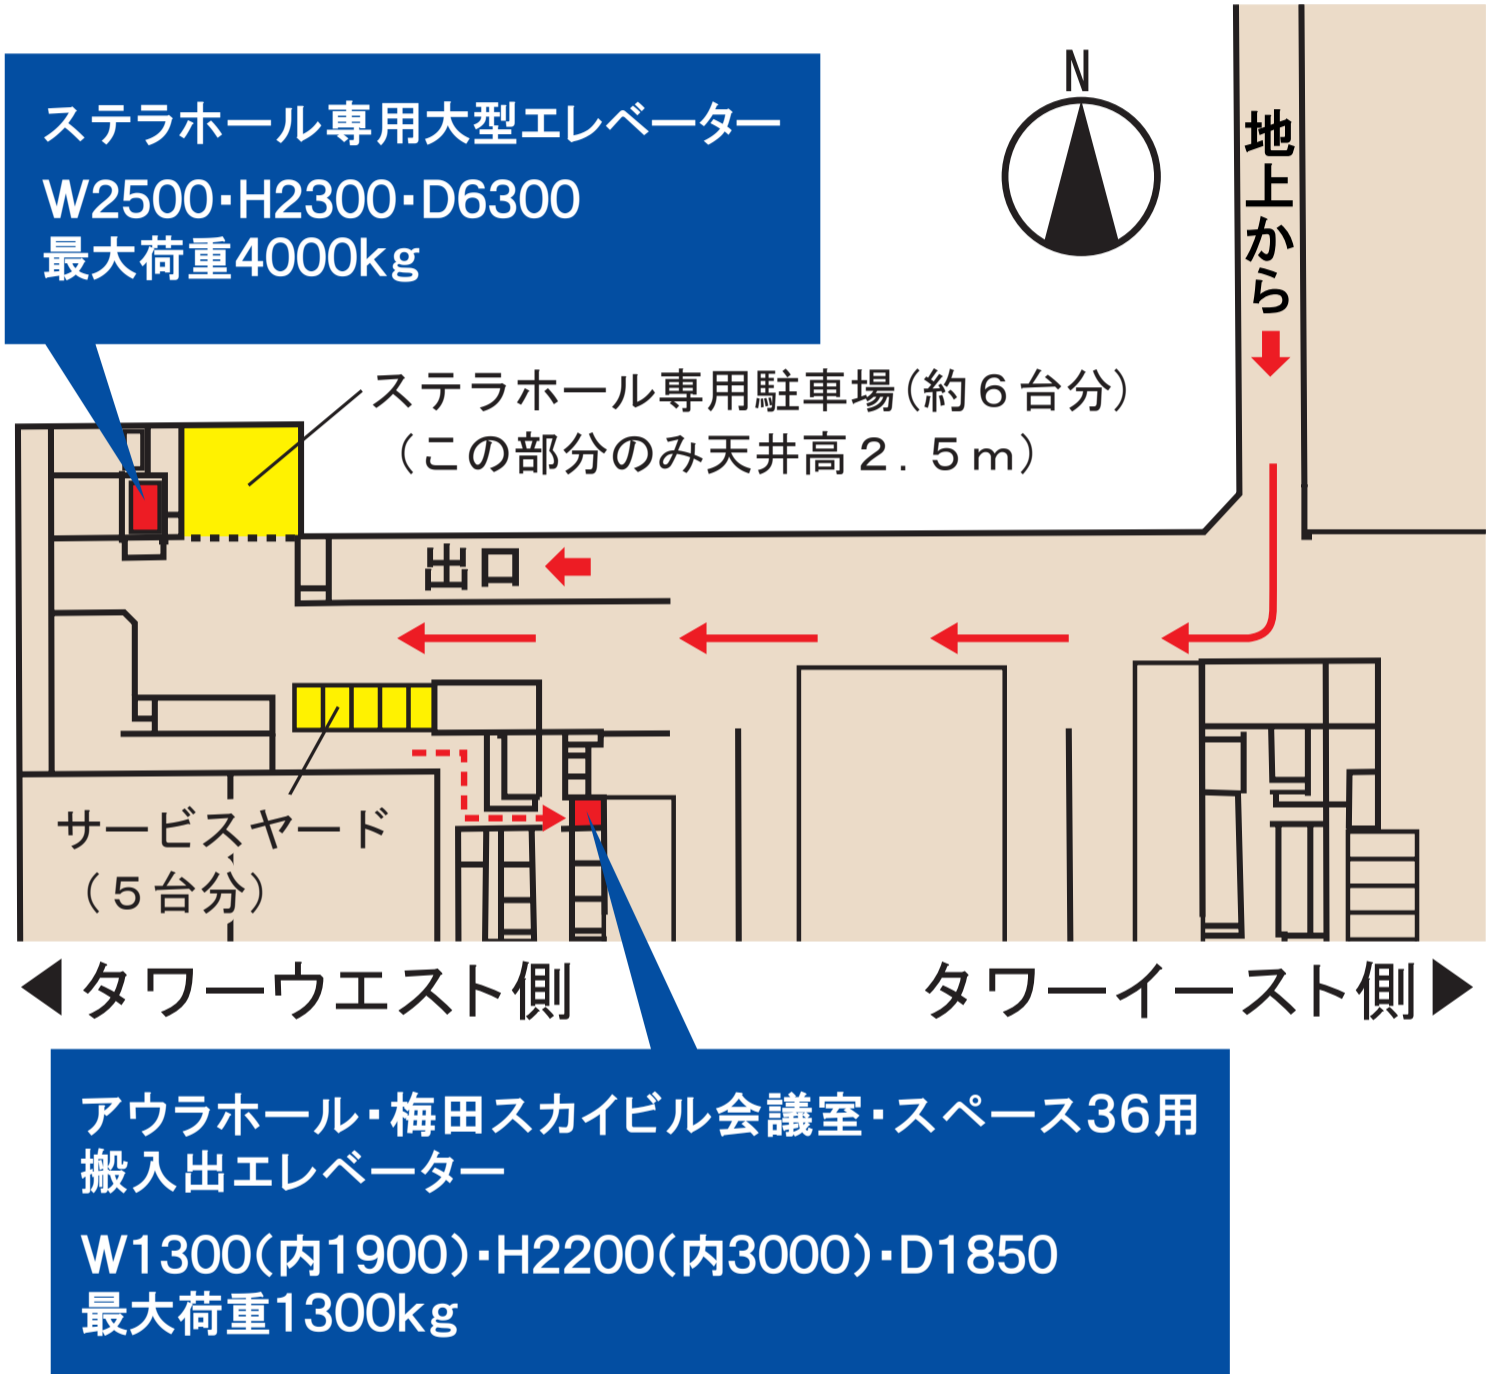 ステラホール専用大型エレベーター
W2500・H2300・D6300
最大荷重4000kg
N
地上から
ステラホール専用駐車場(約6台分)
(この部分のみ天井高2.5m)
出口
サービスヤード
(5台分)
◀タワーウエスト側
タワーイースト側▶
アウラホール・梅田スカイビル会議室・スペース36用
搬入出エレベーター
W1300(内1900)・H2200(内3000)・D1850
最大荷重1300kg